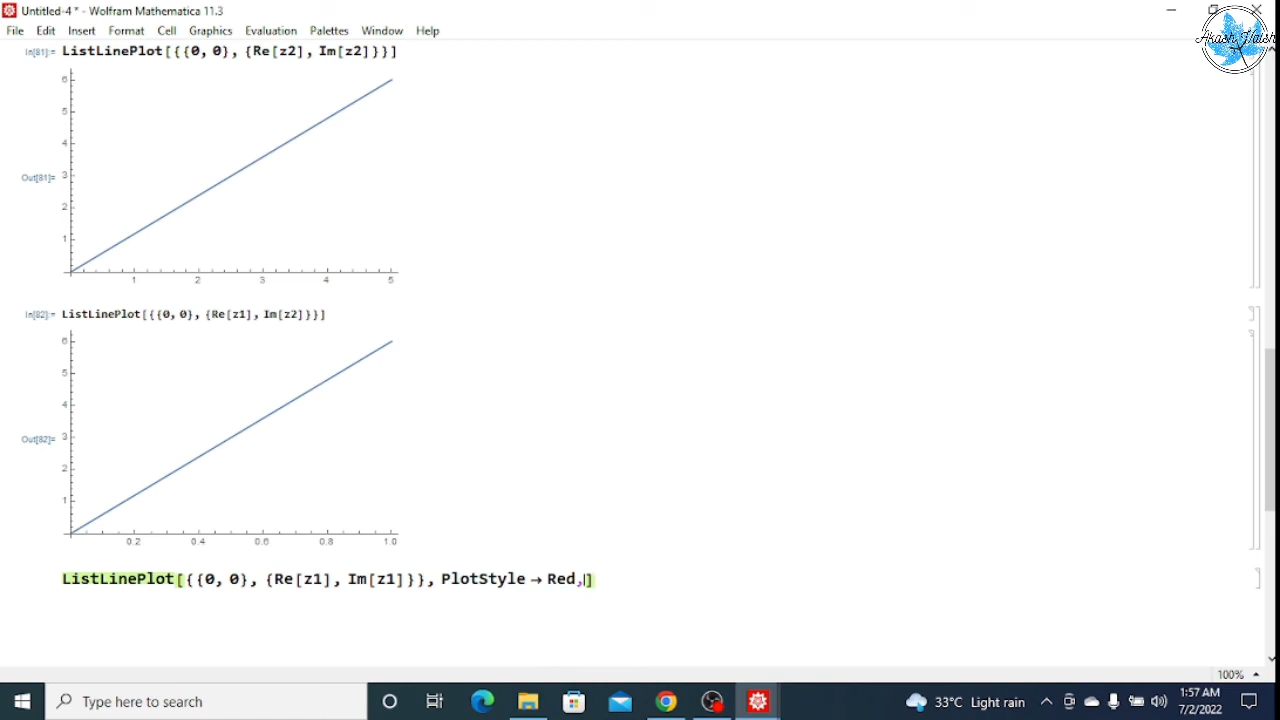 Untitled-4 * - Wolfram Mathematica 11.3
File Edit Insert Format Cell Graphics Evaluation Palettes Window Help
In[81]:= ListLinePlot[{{0, 0}, {Re[z2], Im[z2]}}]
6
5
4
Out[81]= 3
2
1
1 2 3 4 5
In[82]:= ListLinePlot[{{0, 0}, {Re[z1], Im[z2]}}]
6
5
4
Out[82]= 3
2
1
0.2 0.4 0.6 0.8 1.0
ListLinePlot[{{0, 0}, {Re[z1], Im[z1]}}, PlotStyle → Red,]
100%
Type here to search
33°C Light rain
1:57 AM
7/2/2022